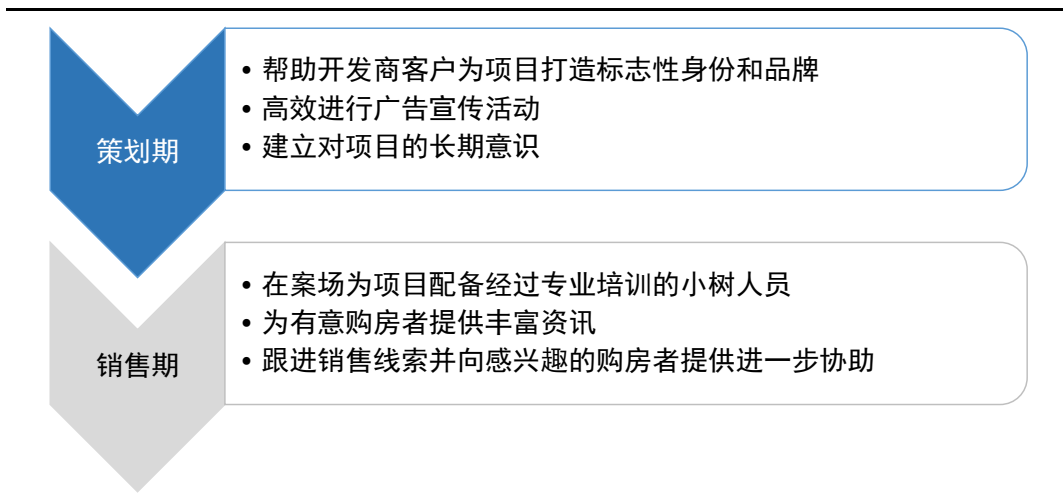 策划期
• 帮助开发商客户为项目打造标志性身份和品牌
• 高效进行广告宣传活动
• 建立对项目的长期意识
销售期
• 在案场为项目配备经过专业培训的小树人员
• 为有意购房者提供丰富资讯
• 跟进销售线索并向感兴趣的购房者提供进一步协助